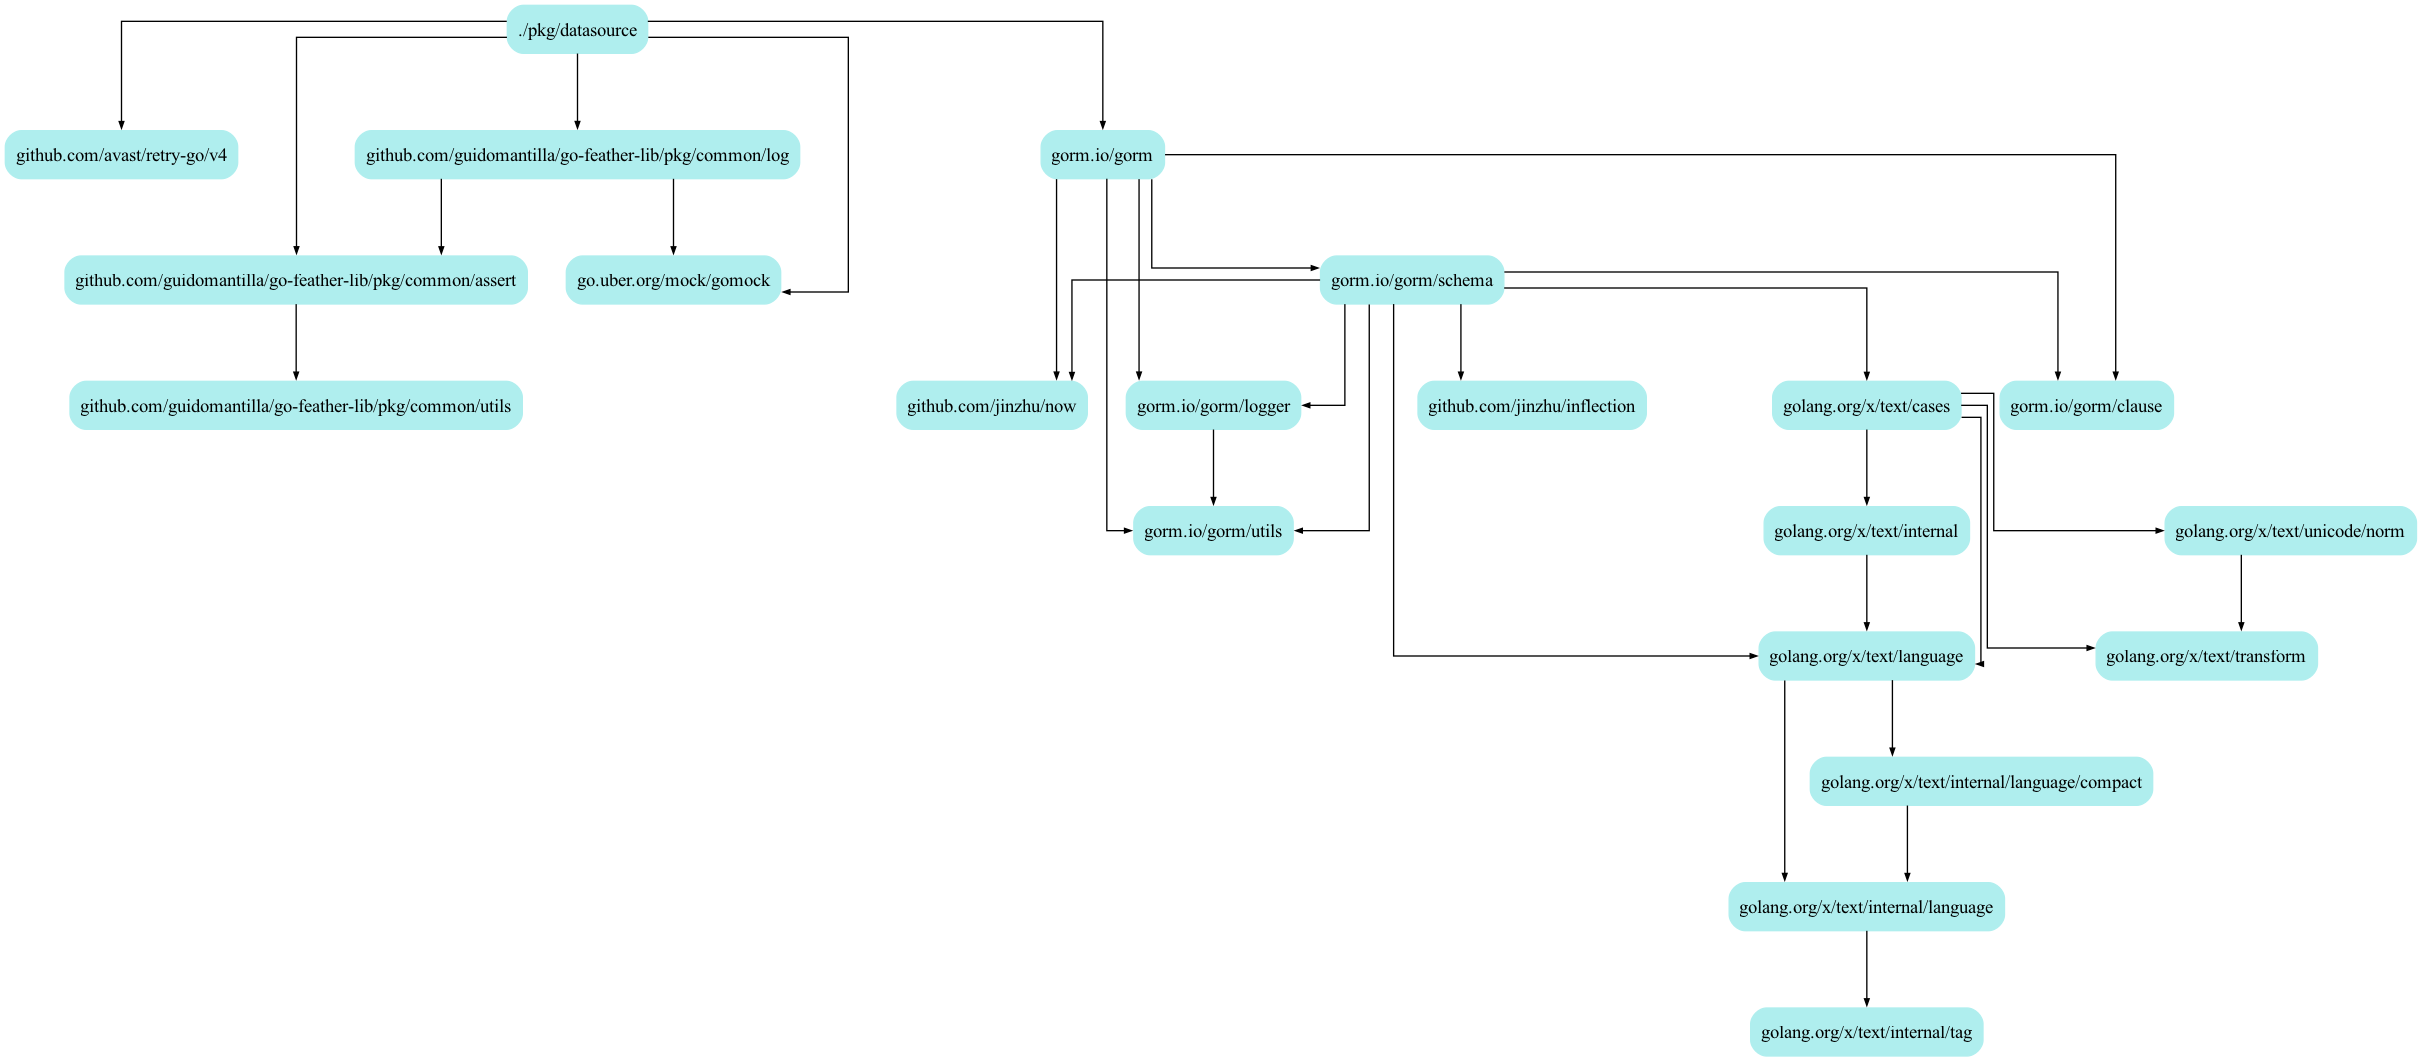 ./pkg/datasource
github.com/avast/retry-go/v4
github.com/guidomantilla/go-feather-lib/pkg/common/log
gorm.io/gorm
github.com/guidomantilla/go-feather-lib/pkg/common/assert
go.uber.org/mock/gomock
gorm.io/gorm/schema
github.com/guidomantilla/go-feather-lib/pkg/common/utils
github.com/jinzhu/now
gorm.io/gorm/logger
github.com/jinzhu/inflection
golang.org/x/text/cases
gorm.io/gorm/clause
gorm.io/gorm/utils
golang.org/x/text/internal
golang.org/x/text/unicode/norm
golang.org/x/text/language
golang.org/x/text/transform
golang.org/x/text/internal/language/compact
golang.org/x/text/internal/language
golang.org/x/text/internal/tag